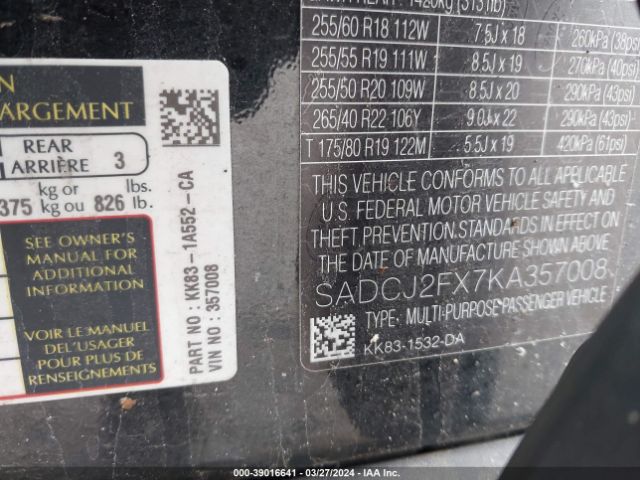 1420kg (3131lb)
255/60 R18 112W 7.5J x 18 260kPa (38psi)
255/55 R19 111W 8.5J x 19 270kPa (40psi)
255/50 R20 109W 8.5J x 20 290kPa (43psi)
265/40 R22 106Y 9.0J x 22 290kPa (43psi)
T 175/80 R19 122M 5.5J x 19 420kPa (61psi)
THIS VEHICLE CONFORMS TO ALL APPLICABLE
U.S. FEDERAL MOTOR VEHICLE SAFETY AND
THEFT PREVENTION STANDARDS IN EFFECT ON
THE DATE OF MANUFACTURE SHOWN ABOVE
SADCJ2FX7KA357008
TYPE: MULTI-PURPOSE PASSENGER VEHICLE
KK83-1532-DA
REAR
ARRIÈRE 3
kg or lbs.
375 kg ou 826 lb.
SEE OWNER'S
MANUAL FOR
ADDITIONAL
INFORMATION
VOIR LE MANUEL
DEL'USAGER
POUR PLUS DE
RENSEIGNEMENTS
PART NO : KK83-1A552-CA
VIN NO : 357008
000-39016641 / 03/27/2024 - IAA Inc.